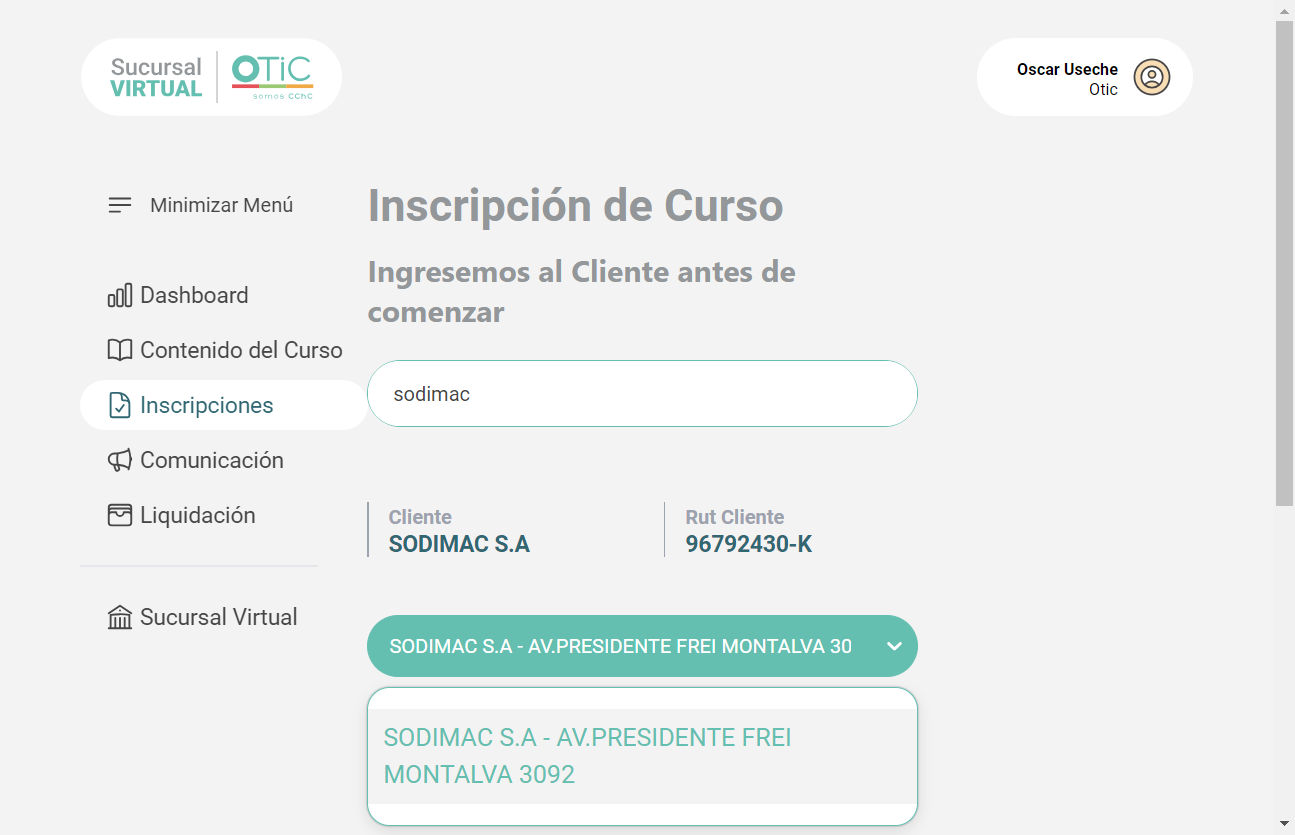 Sucursal
VIRTUAL
OTiC
somos CChC
Oscar Useche
Otic
Minimizar Menú
Dashboard
Contenido del Curso
Inscripciones
Comunicación
Liquidación
Sucursal Virtual
Inscripción de Curso
Ingresemos al Cliente antes de
comenzar
sodimac
Cliente
SODIMAC S.A
Rut Cliente
96792430-K
SODIMAC S.A - AV.PRESIDENTE FREI MONTALVA 30
SODIMAC S.A - AV.PRESIDENTE FREI
MONTALVA 3092